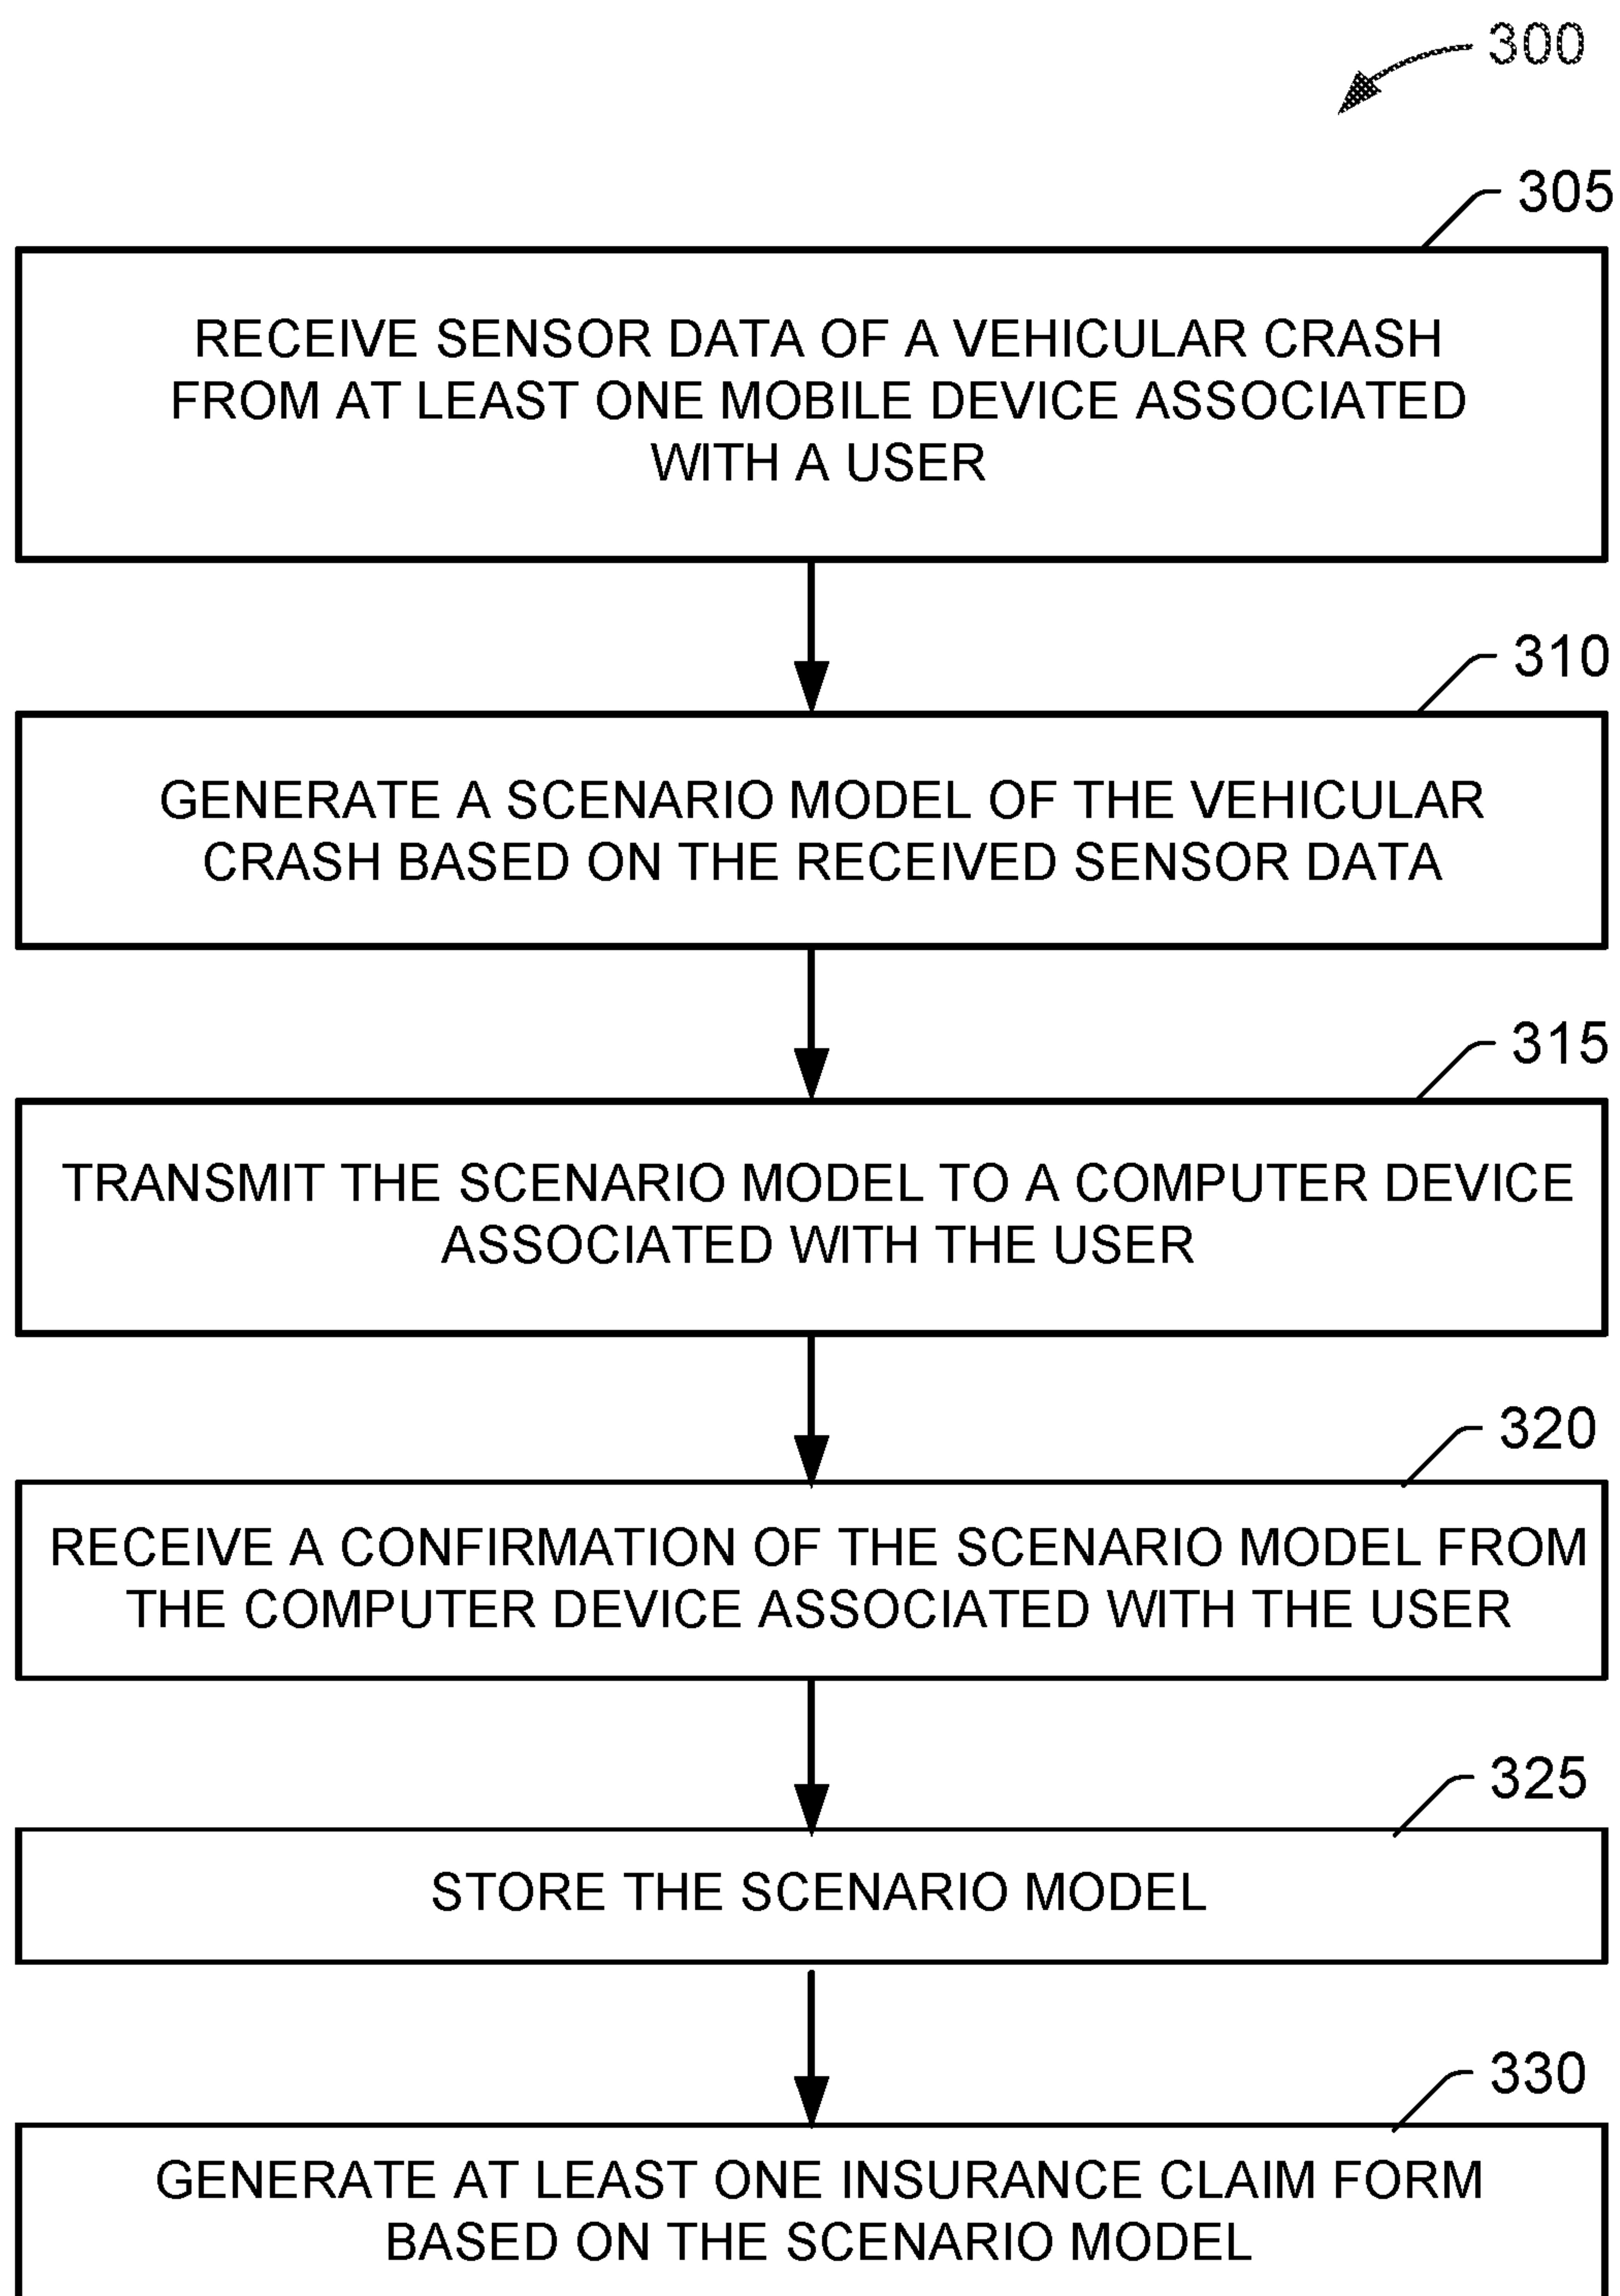 300
305
RECEIVE SENSOR DATA OF A VEHICULAR CRASH
FROM AT LEAST ONE MOBILE DEVICE ASSOCIATED
WITH A USER
310
GENERATE A SCENARIO MODEL OF THE VEHICULAR
CRASH BASED ON THE RECEIVED SENSOR DATA
315
TRANSMIT THE SCENARIO MODEL TO A COMPUTER DEVICE
ASSOCIATED WITH THE USER
320
RECEIVE A CONFIRMATION OF THE SCENARIO MODEL FROM
THE COMPUTER DEVICE ASSOCIATED WITH THE USER
325
STORE THE SCENARIO MODEL
330
GENERATE AT LEAST ONE INSURANCE CLAIM FORM
BASED ON THE SCENARIO MODEL